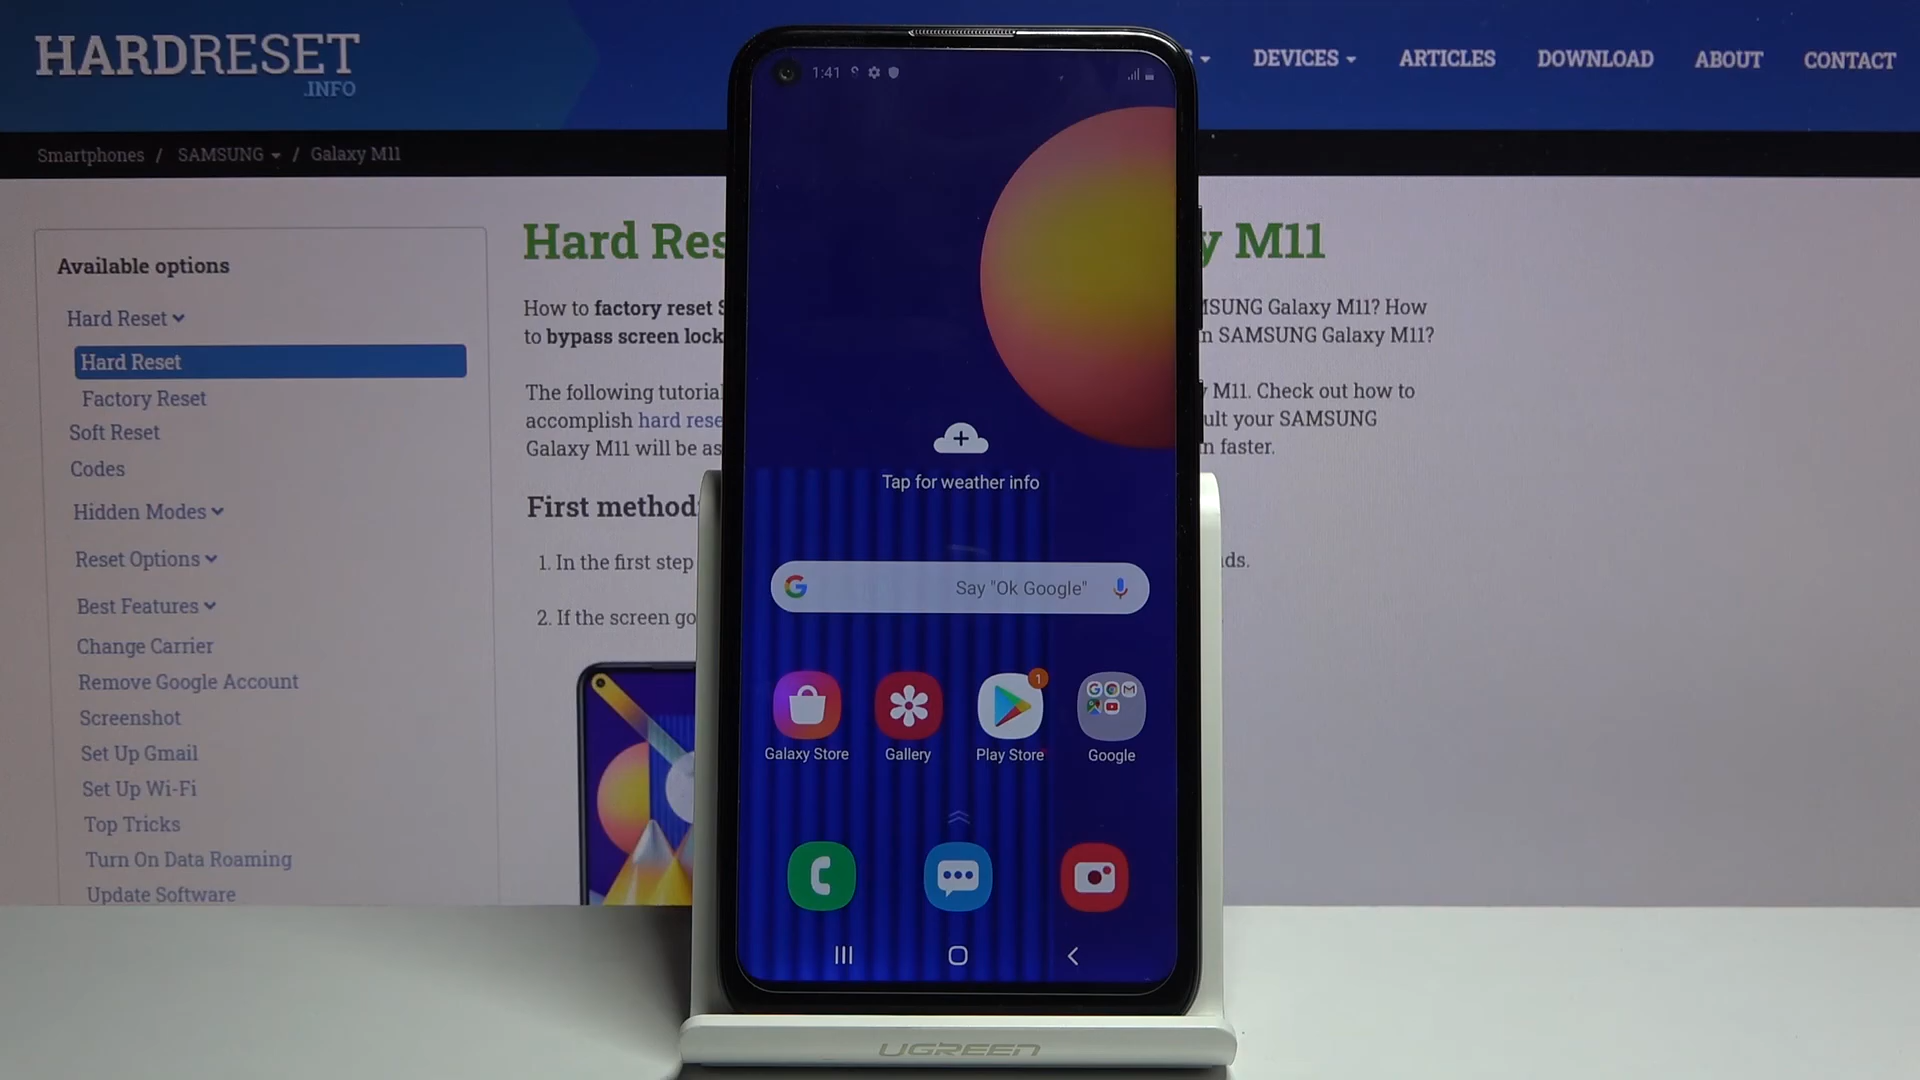 HARDRESET
.INFO
DEVICES
ARTICLES
DOWNLOAD
ABOUT
CONTACT
Smartphones / SAMSUNG / Galaxy M11
Available options
Hard Reset
Hard Reset
Factory Reset
Soft Reset
Codes
Hidden Modes
Reset Options
Best Features
Change Carrier
Remove Google Account
Screenshot
Set Up Gmail
Set Up Wi-Fi
Top Tricks
Turn On Data Roaming
Update Software
Hard Res
y M11
How to factory reset S
MSUNG Galaxy M11? How
to bypass screen lock
n SAMSUNG Galaxy M11?
The following tutorial
M11. Check out how to
accomplish hard rese
ult your SAMSUNG
Galaxy M11 will be as
n faster.
First method:
1. In the first step
nds.
2. If the screen go
1:41
Tap for weather info
G
Say "Ok Google"
1
Galaxy Store
Gallery
Play Store
Google
UGREEN